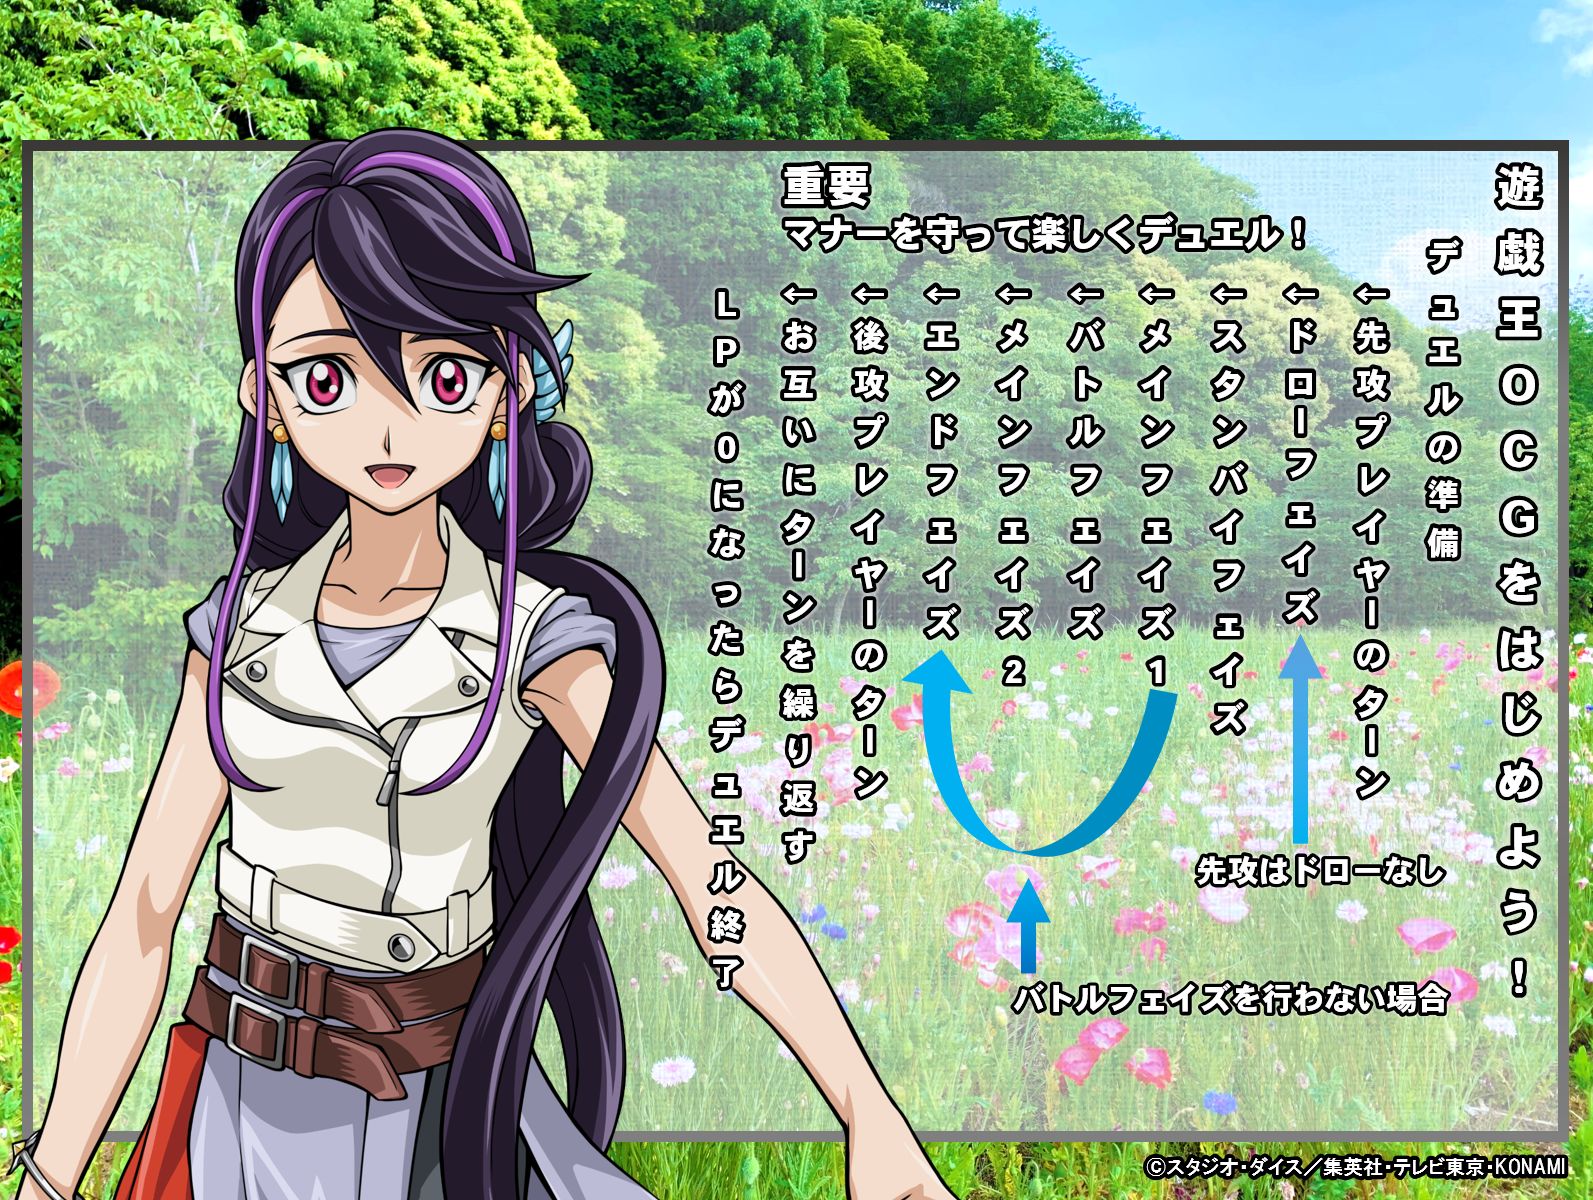 遊戯王OCGをはじめよう!
デュエルの準備
←先攻プレイヤーのターン
←ドローフェイズ
先攻はドローなし
←スタンバイフェイズ
←メインフェイズ1
←バトルフェイズ
←メインフェイズ2
←エンドフェイズ
バトルフェイズを行わない場合
←後攻プレイヤーのターン
←お互いにターンを繰り返す
LPが0になったらデュエル終了
重要
マナーを守って楽しくデュエル!
©スタジオ・ダイス/集英社・テレビ東京・KONAMI